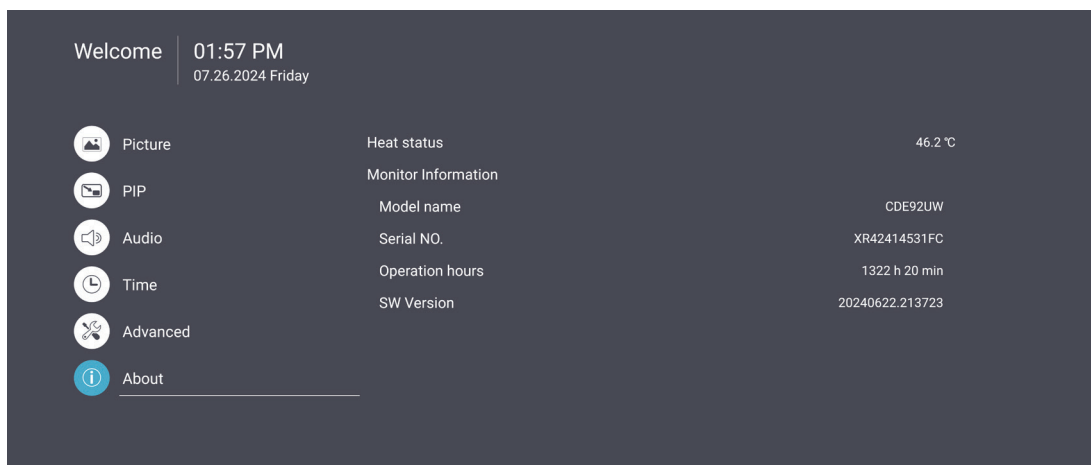 Welcome
01:57 PM
07.26.2024 Friday
Picture
PIP
Audio
Time
Advanced
About
Heat status 46.2 ℃
Monitor Information
Model name CDE92UW
Serial NO. XR42414531FC
Operation hours 1322 h 20 min
SW Version 20240622.213723